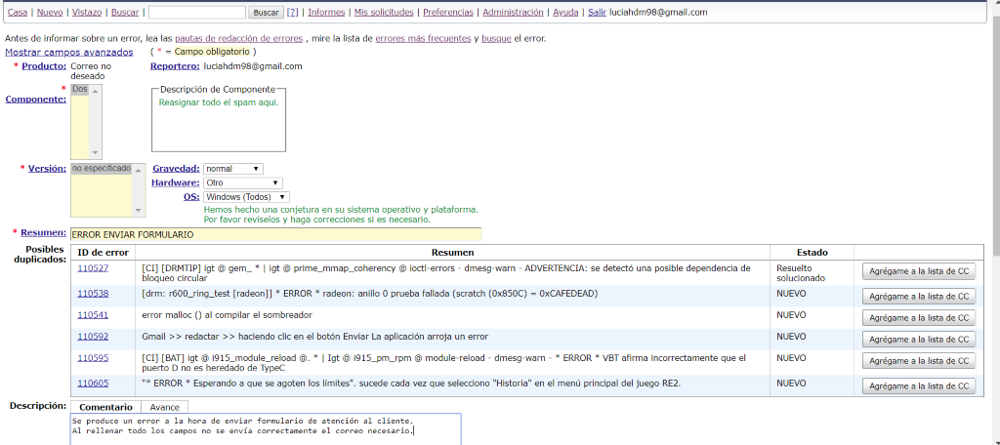 Casa | Nuevo | Vistazo | Buscar | Buscar [?] | Informes | Mis solicitudes | Preferencias | Administración | Ayuda | Salir luciahdm98@gmail.com
Antes de informar sobre un error, lea las pautas de redacción de errores , mire la lista de errores más frecuentes y busque el error.
Mostrar campos avanzados ( * = Campo obligatorio )
* Producto: Correo no deseado
Reportero: luciahdm98@gmail.com
* Componente: Dos
Descripción de Componente
Reasignar todo el spam aquí.
* Versión: no especificado
Gravedad: normal
Hardware: Otro
OS: Windows (Todos)
Hemos hecho una conjetura en su sistema operativo y plataforma.
Por favor revíselos y haga correcciones si es necesario.
* Resumen: ERROR ENVIAR FORMULARIO
Posibles duplicados:
ID de error Resumen Estado
110527 [CI] [DRMTIP] igt @ gem_ * | igt @ prime_mmap_coherency @ ioctl-errors - dmesg-warn - ADVERTENCIA: se detectó una posible dependencia de bloqueo circular Resuelto solucionado Agrégame a la lista de CC
110538 [drm: r600_ring_test [radeon]] * ERROR * radeon: anillo 0 prueba fallada (scratch (0x850C) = 0xCAFEDEAD) NUEVO Agrégame a la lista de CC
110541 error malloc () al compilar el sombreador NUEVO Agrégame a la lista de CC
110592 Gmail >> redactar >> haciendo clic en el botón Enviar La aplicación arroja un error NUEVO Agrégame a la lista de CC
110595 [CI] [BAT] igt @ i915_module_reload @. * | Igt @ i915_pm_rpm @ module-reload - dmesg-warn - * ERROR * VBT afirma incorrectamente que el puerto D no es heredado de TypeC NUEVO Agrégame a la lista de CC
110605 "* ERROR * Esperando a que se agoten los límites". sucede cada vez que selecciono "Historia" en el menú principal del juego RE2. NUEVO Agrégame a la lista de CC
Descripción: Comentario Avance
Se produce un error a la hora de enviar formulario de atención al cliente.
Al rellenar todo los campos no se envía correctamente el correo necesario.